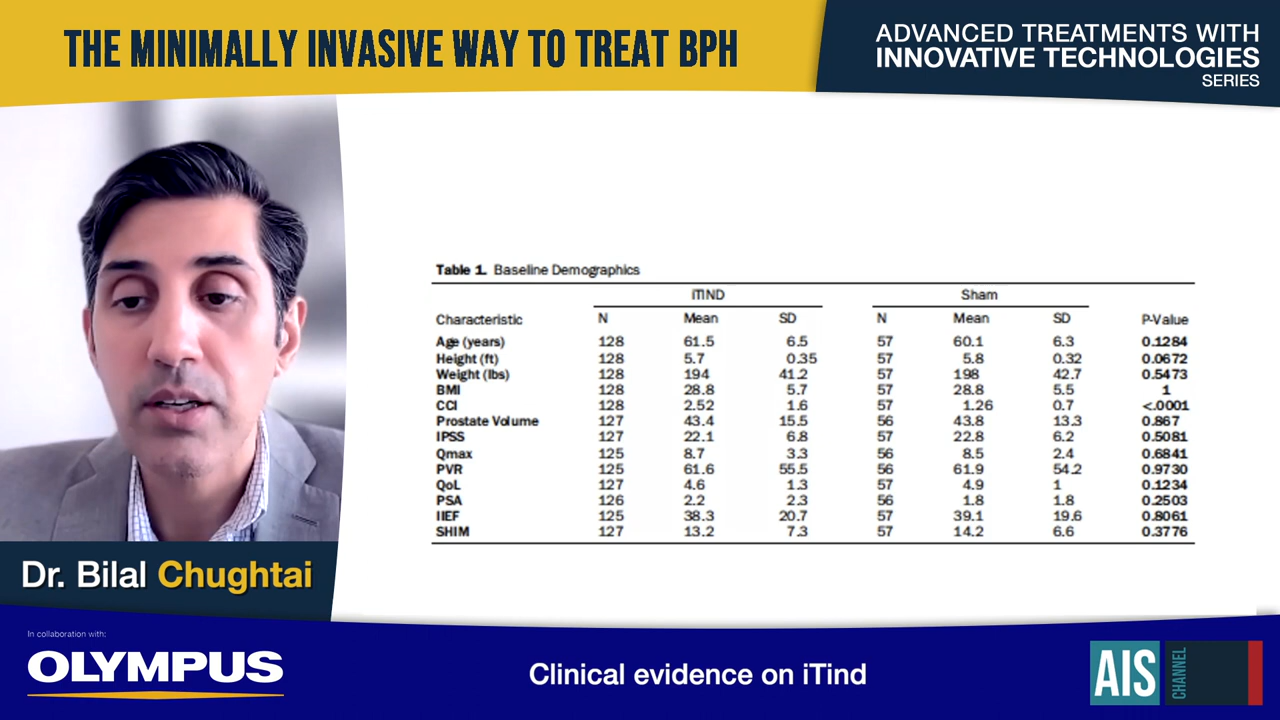 THE MINIMALLY INVASIVE WAY TO TREAT BPH
ADVANCED TREATMENTS WITH
INNOVATIVE TECHNOLOGIES
SERIES
Table 1. Baseline Demographics
iTIND Sham
Characteristic N Mean SD N Mean SD P-Value
Age (years) 128 61.5 6.5 57 60.1 6.3 0.1284
Height (ft) 128 5.7 0.35 57 5.8 0.32 0.0672
Weight (lbs) 128 194 41.2 57 198 42.7 0.5473
BMI 128 28.8 5.7 57 28.8 5.5 1
CCI 128 2.52 1.6 57 1.26 0.7 <.0001
Prostate Volume 127 43.4 15.5 56 43.8 13.3 0.867
IPSS 127 22.1 6.8 57 22.8 6.2 0.5081
Qmax 125 8.7 3.3 56 8.5 2.4 0.6841
PVR 125 61.6 55.5 56 61.9 54.2 0.9730
QoL 127 4.6 1.3 57 4.9 1 0.1234
PSA 126 2.2 2.3 56 1.8 1.8 0.2503
IIEF 125 38.3 20.7 57 39.1 19.6 0.8061
SHIM 127 13.2 7.3 57 14.2 6.6 0.3776
Dr. Bilal Chughtai
In collaboration with:
OLYMPUS
Clinical evidence on iTind
AIS
CHANNEL